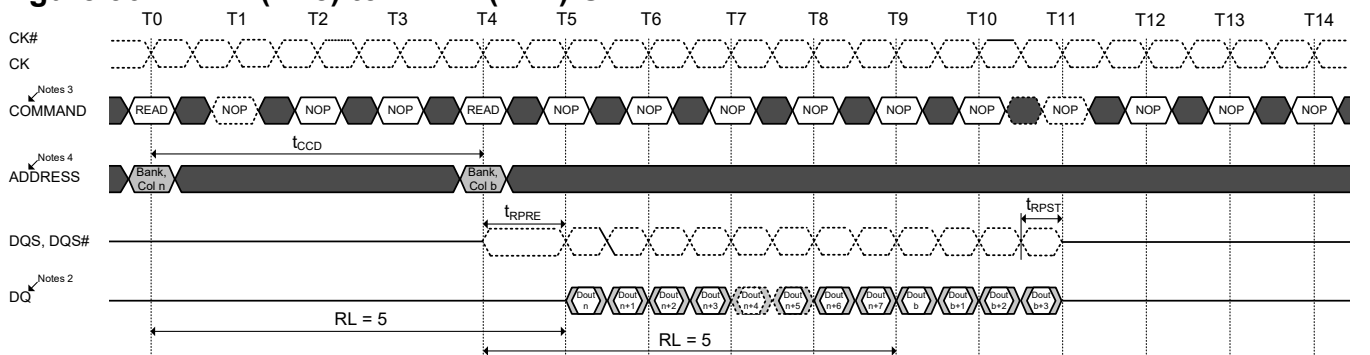 T0 T1 T2 T3 T4 T5 T6 T7 T8 T9 T10 T11 T12 T13 T14
CK#
CK
Notes 3
COMMAND READ NOP NOP NOP READ NOP NOP NOP NOP NOP NOP NOP NOP NOP NOP
tCCD
Notes 4
ADDRESS
Bank, Col n
Bank, Col b
tRPRE
tRPST
DQS, DQS#
Notes 2
DQ
Dout n
Dout n+1
Dout n+2
Dout n+3
Dout n+4
Dout n+5
Dout n+6
Dout n+7
Dout b
Dout b+1
Dout b+2
Dout b+3
RL = 5
RL = 5